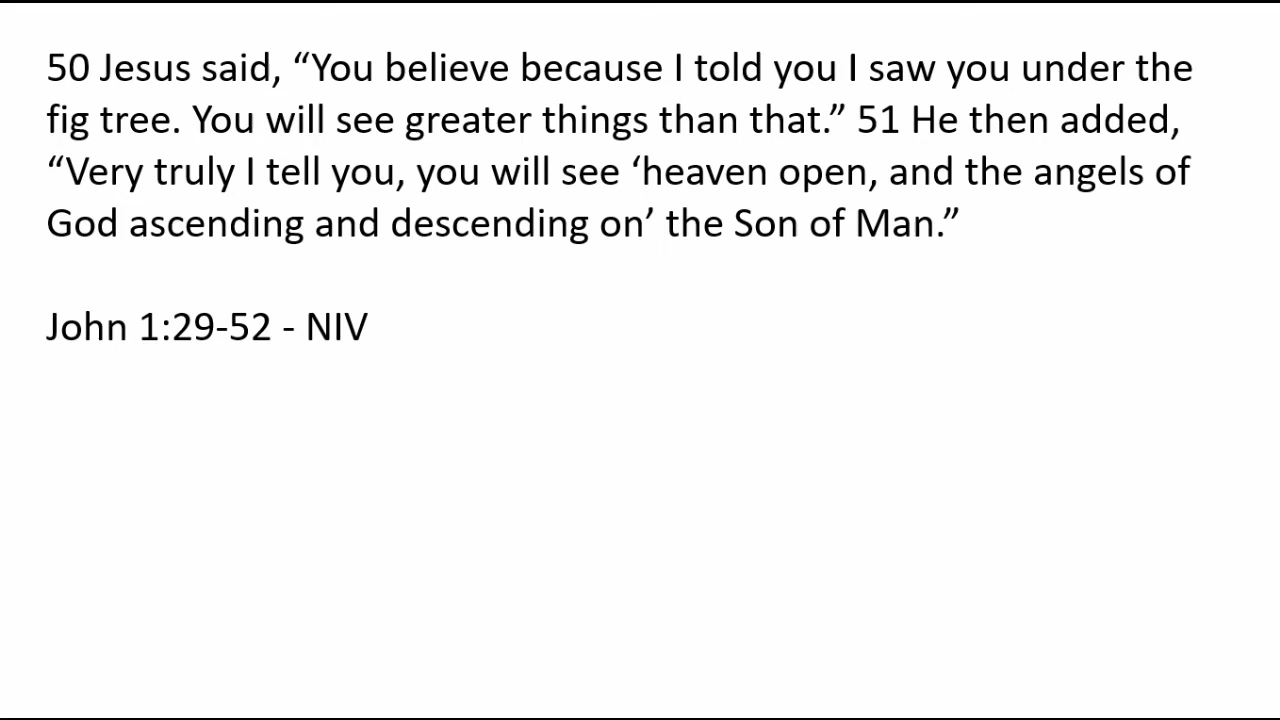 50 Jesus said, “You believe because I told you I saw you under the
fig tree. You will see greater things than that.” 51 He then added,
“Very truly I tell you, you will see ‘heaven open, and the angels of
God ascending and descending on’ the Son of Man.”
John 1:29-52 - NIV